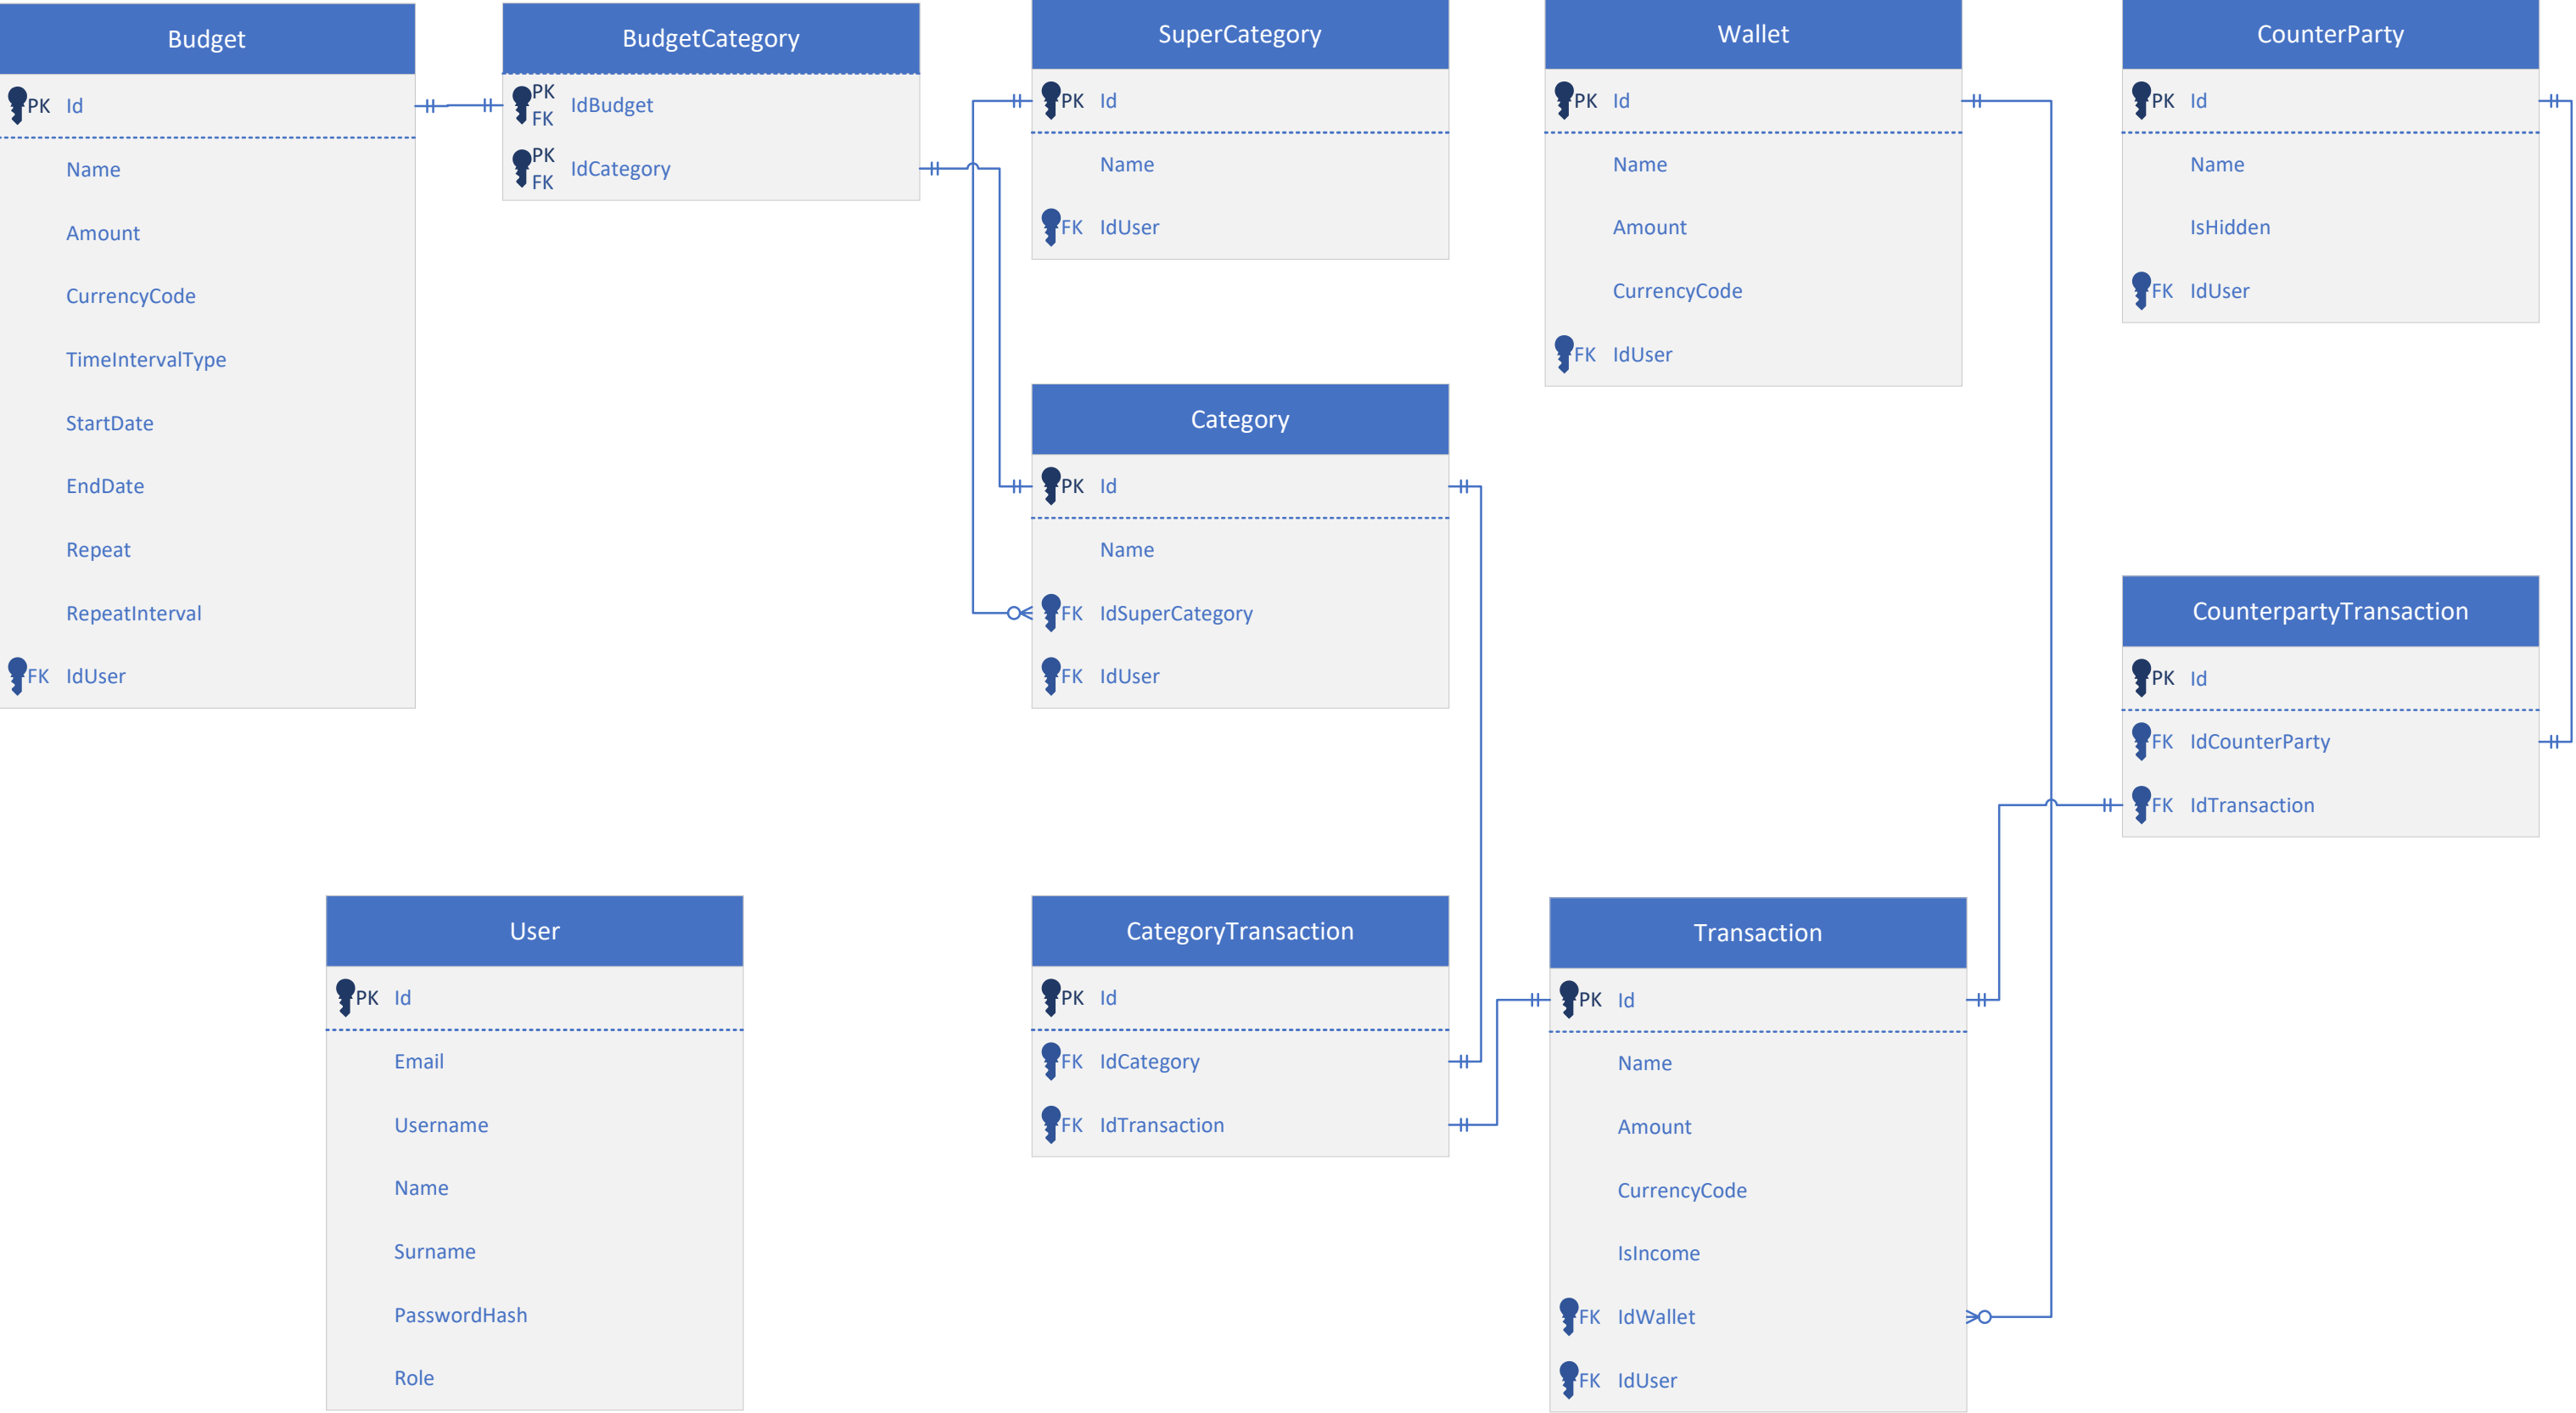 Budget
PK Id
Name
Amount
CurrencyCode
TimeIntervalType
StartDate
EndDate
Repeat
RepeatInterval
FK IdUser
BudgetCategory
PK
FK IdBudget
PK
FK IdCategory
SuperCategory
PK Id
Name
FK IdUser
Category
PK Id
Name
FK IdSuperCategory
FK IdUser
Wallet
PK Id
Name
Amount
CurrencyCode
FK IdUser
CounterParty
PK Id
Name
IsHidden
FK IdUser
CounterpartyTransaction
PK Id
FK IdCounterParty
FK IdTransaction
User
PK Id
Email
Username
Name
Surname
PasswordHash
Role
CategoryTransaction
PK Id
FK IdCategory
FK IdTransaction
Transaction
PK Id
Name
Amount
CurrencyCode
IsIncome
FK IdWallet
FK IdUser